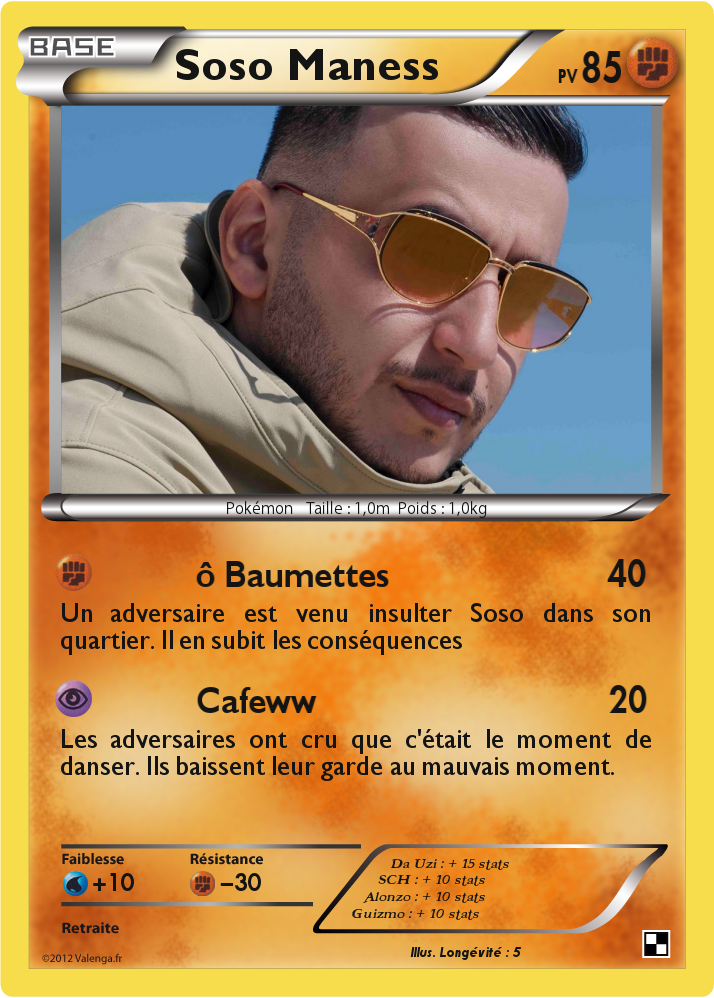 BASE
Soso Maness
PV 85
Pokémon Taille : 1,0m Poids : 1,0kg
ô Baumettes 40
Un adversaire est venu insulter Soso dans son
quartier. Il en subit les conséquences
Cafeww 20
Les adversaires ont cru que c'était le moment de
danser. Ils baissent leur garde au mauvais moment.
Faiblesse Résistance
+10 −30
Retraite
Da Uzi : + 15 stats
SCH : + 10 stats
Alonzo : + 10 stats
Guizmo : + 10 stats
Illus. Longévité : 5
©2012 Valenga.fr